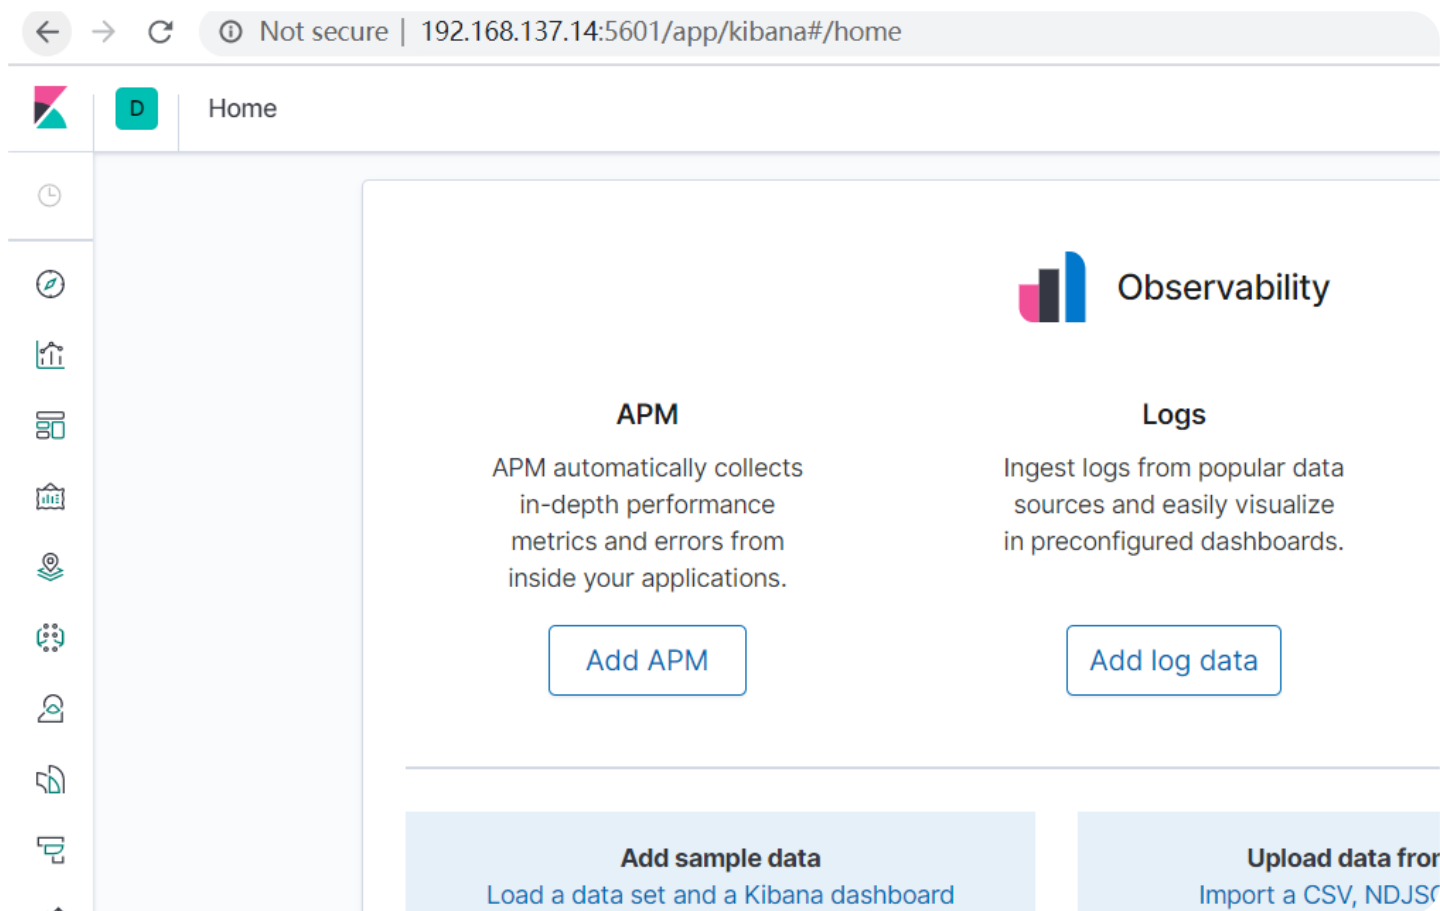 Not secure | 192.168.137.14:5601/app/kibana#/home
D Home
Observability
APM
APM automatically collects
in-depth performance
metrics and errors from
inside your applications.
Add APM
Logs
Ingest logs from popular data
sources and easily visualize
in preconfigured dashboards.
Add log data
Add sample data
Load a data set and a Kibana dashboard
Upload data from
Import a CSV, NDJSO